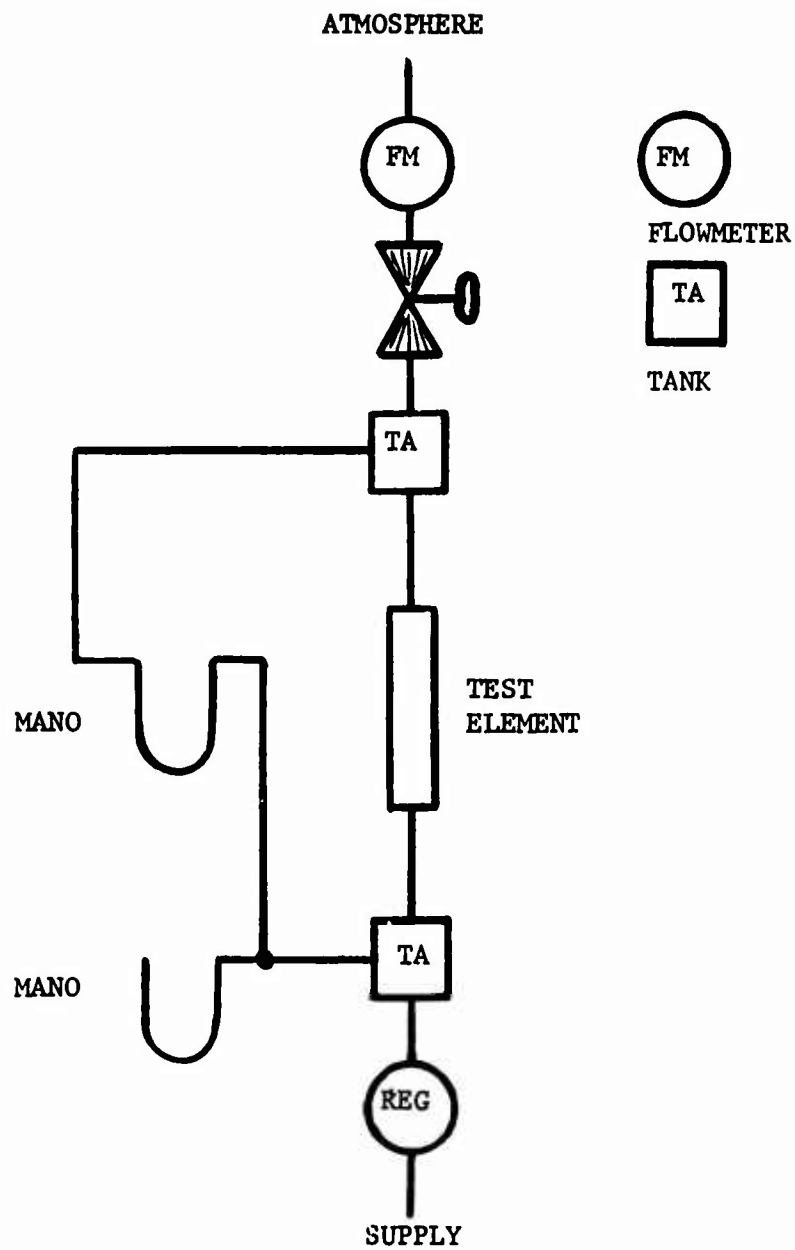 ATMOSPHERE
FM
FM
FLOWMETER
TA
TANK
TA
TEST
ELEMENT
MANO
TA
MANO
REG
SUPPLY